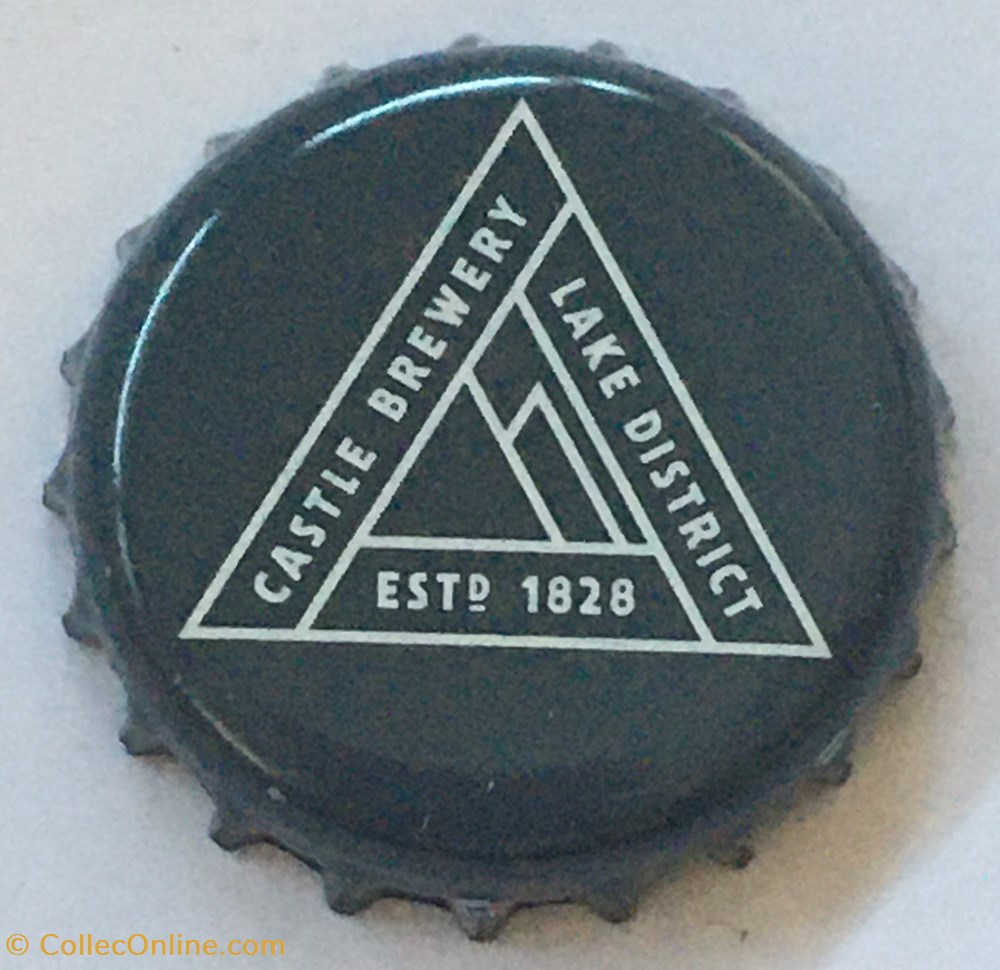 CASTLE BREWERY
LAKE DISTRICT
ESTD 1828
© CollecOnline.com